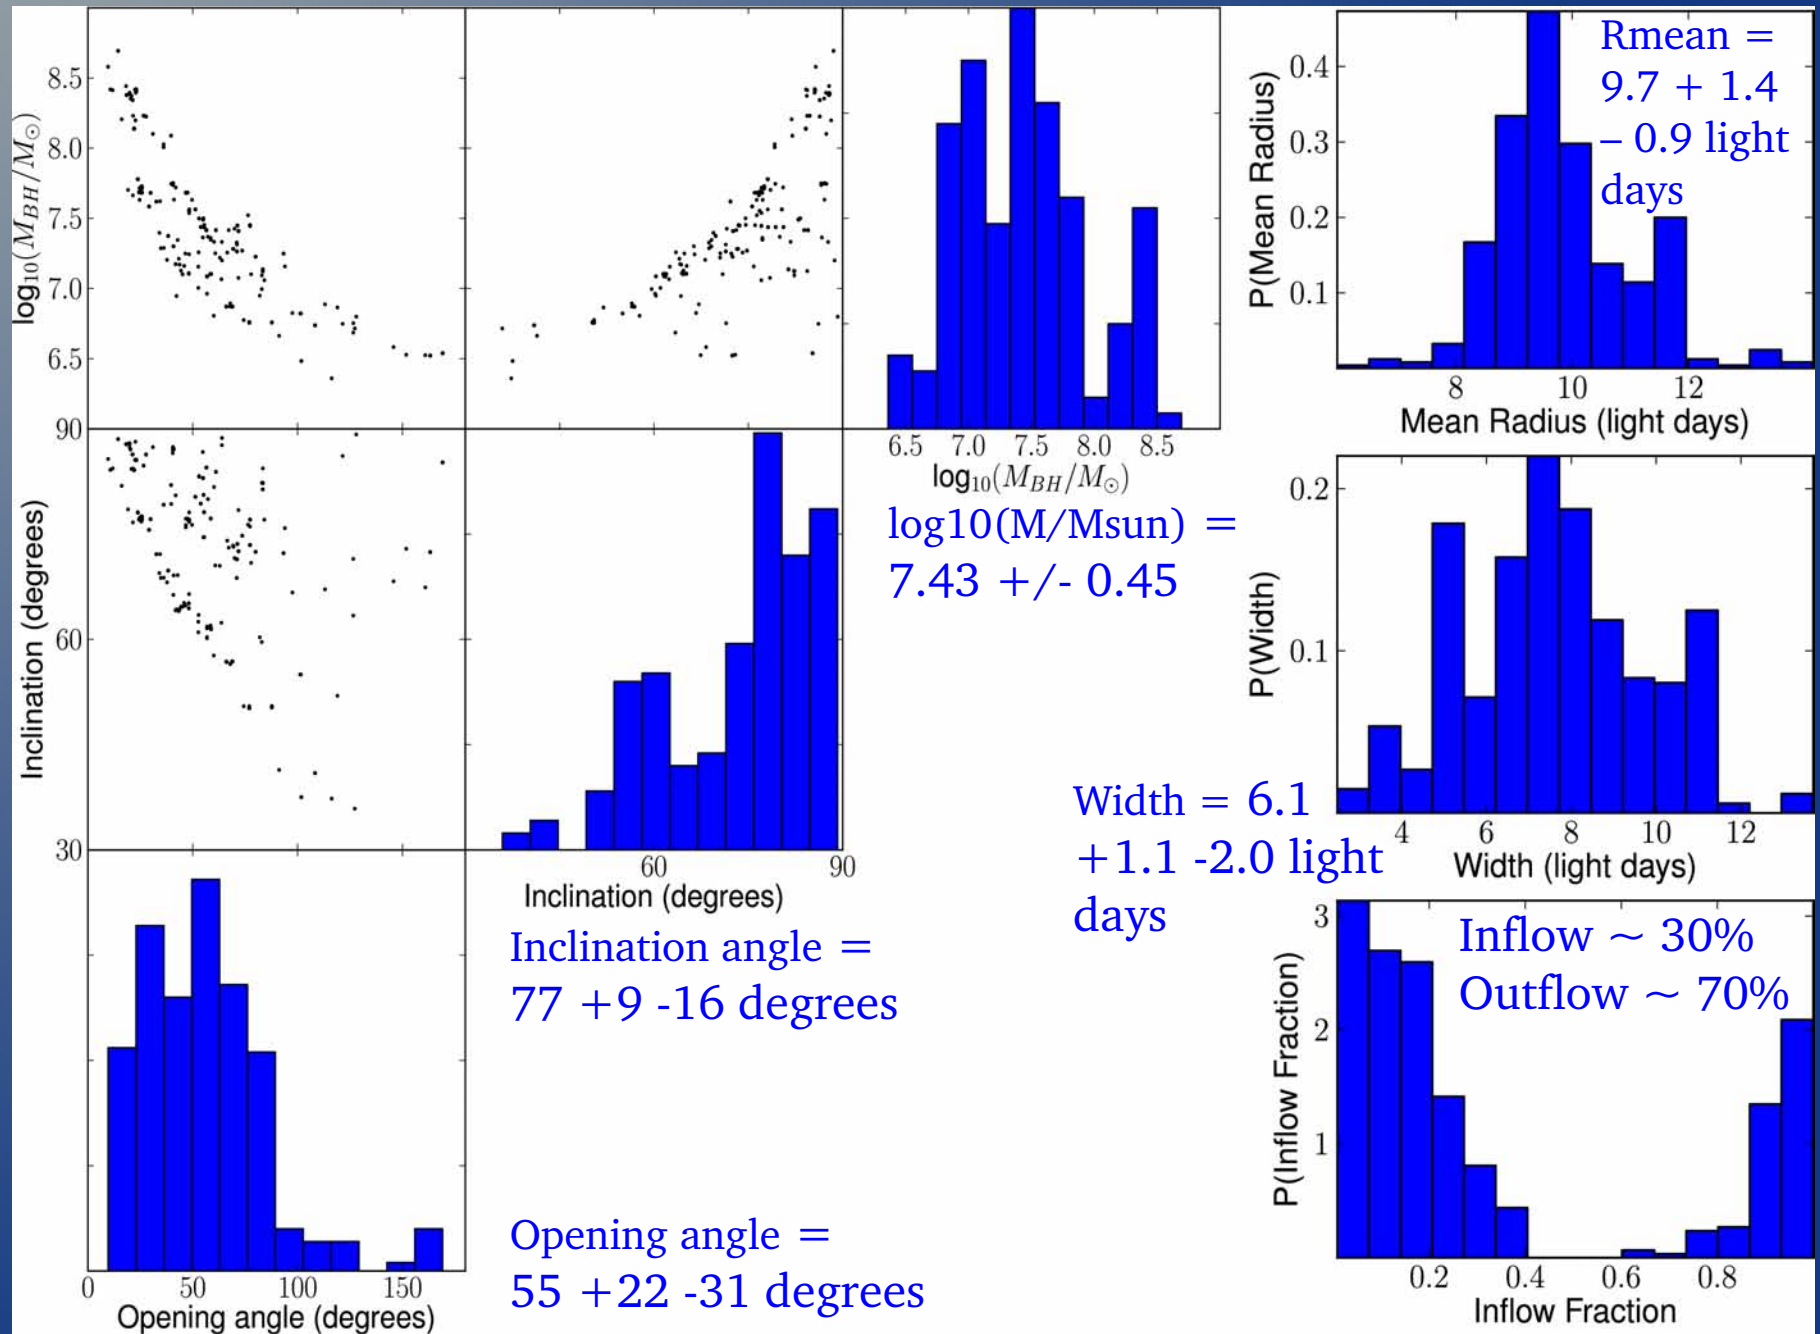 8.5
8.0
7.5
7.0
6.5
log₁₀(M_BH/M⊙)
90
60
30
Inclination (degrees)
0 50 100 150
Opening angle (degrees)
60 90
Inclination (degrees)
Inclination angle =
77 +9 -16 degrees
Opening angle =
55 +22 -31 degrees
6.5 7.0 7.5 8.0 8.5
log₁₀(M_BH/M⊙)
log10(M/Msun) =
7.43 +/- 0.45
Width = 6.1
+1.1 -2.0 light
days
0.4
0.3
0.2
0.1
P(Mean Radius)
Rmean =
9.7 + 1.4
– 0.9 light
days
8 10 12
Mean Radius (light days)
0.2
0.1
P(Width)
4 6 8 10 12
Width (light days)
3
2
1
P(Inflow Fraction)
Inflow ~ 30%
Outflow ~ 70%
0.2 0.4 0.6 0.8
Inflow Fraction